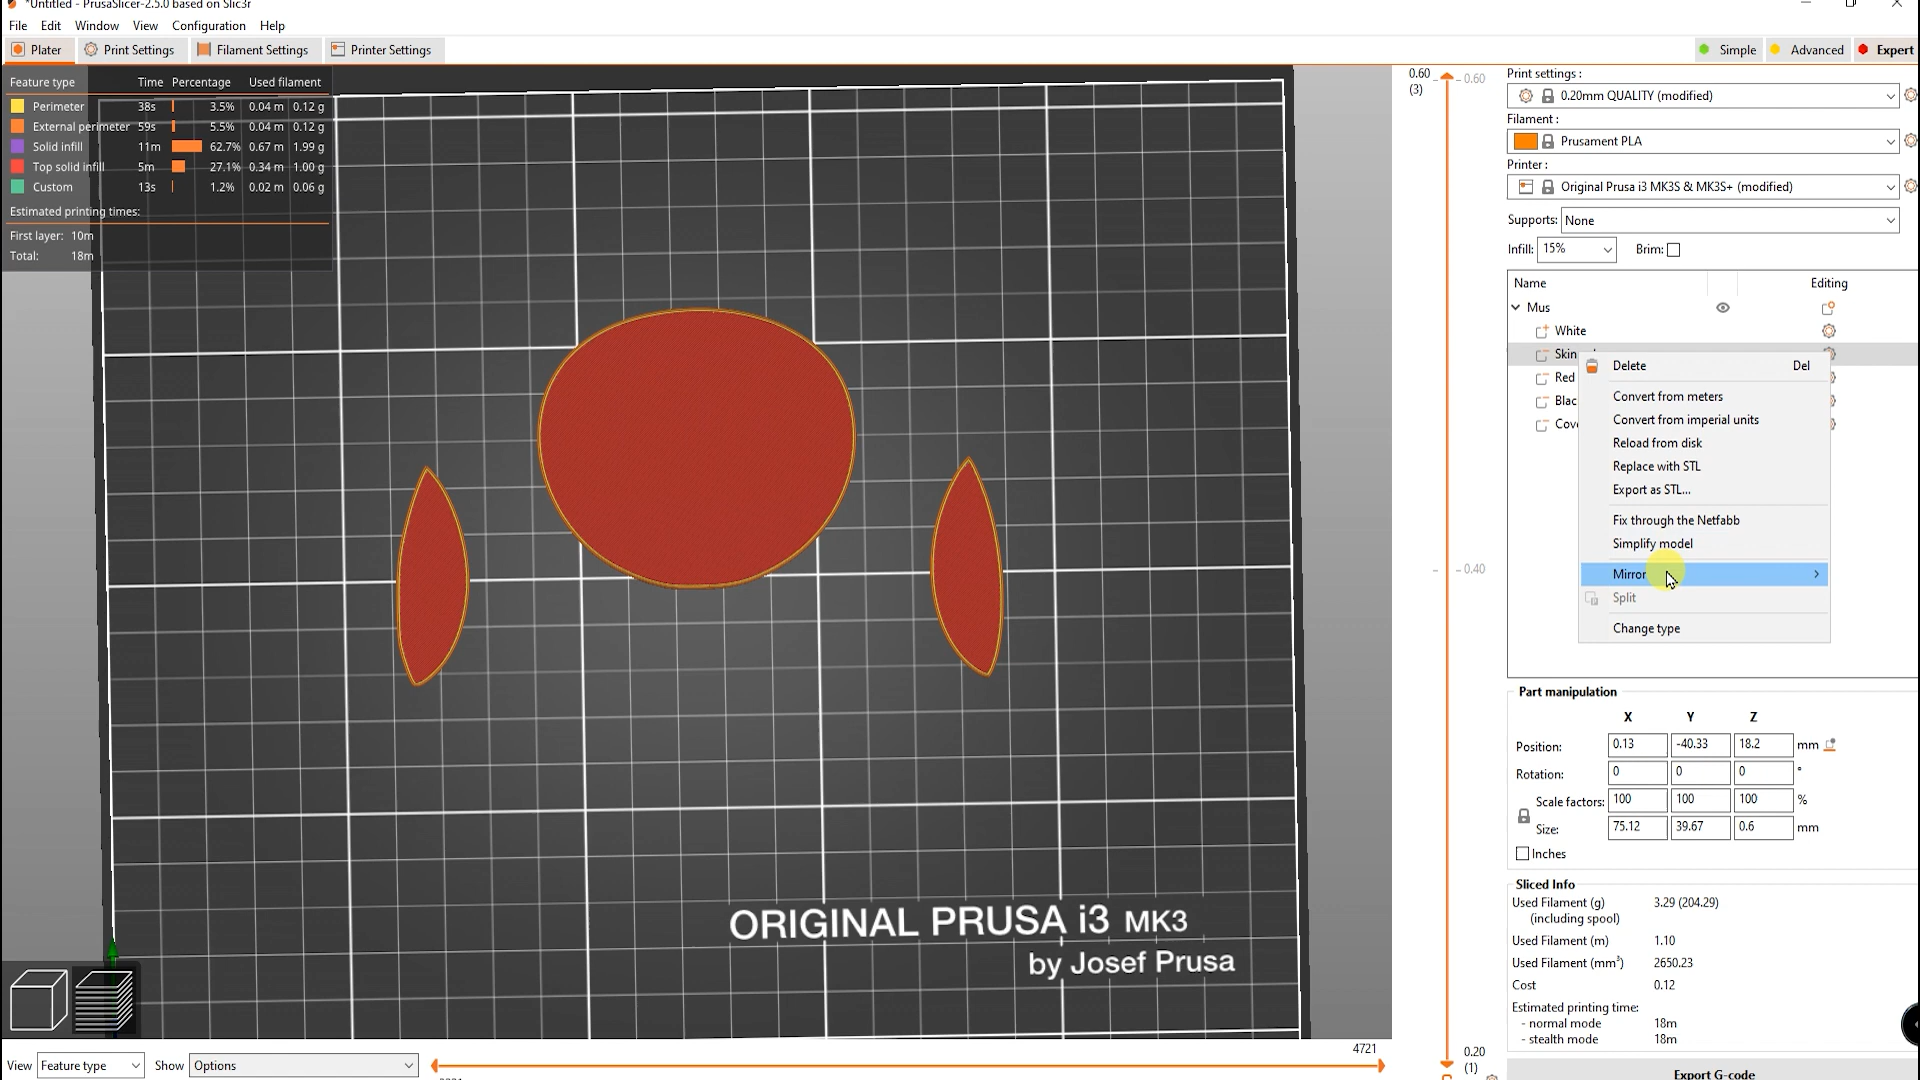 *Untitled - PrusaSlicer-2.5.0 based on Slic3r
File Edit Window View Configuration Help
Plater Print Settings Filament Settings Printer Settings Simple Advanced Expert
Feature type Time Percentage Used filament
Perimeter 38s 3.5% 0.04 m 0.12 g
External perimeter 59s 5.5% 0.04 m 0.12 g
Solid infill 11m 62.7% 0.67 m 1.99 g
Top solid infill 5m 27.1% 0.34 m 1.00 g
Custom 13s 1.2% 0.02 m 0.06 g
Estimated printing times:
First layer: 10m
Total: 18m
ORIGINAL PRUSA i3 MK3
by Josef Prusa
View Feature type Show Options
4721
0.60
(3)
0.60
0.40
0.20
(1)
Print settings :
0.20mm QUALITY (modified)
Filament :
Prusament PLA
Printer :
Original Prusa i3 MK3S & MK3S+ (modified)
Supports: None
Infill: 15% Brim:
Name Editing
Mus
White
Skin
Red
Blac
Cov
Delete Del
Convert from meters
Convert from imperial units
Reload from disk
Replace with STL
Export as STL...
Fix through the Netfabb
Simplify model
Mirror
Split
Change type
Part manipulation
X Y Z
Position: 0.13 -40.33 18.2 mm
Rotation: 0 0 0 °
Scale factors: 100 100 100 %
Size: 75.12 39.67 0.6 mm
Inches
Sliced Info
Used Filament (g) 3.29 (204.29)
(including spool)
Used Filament (m) 1.10
Used Filament (mm³) 2650.23
Cost 0.12
Estimated printing time:
- normal mode 18m
- stealth mode 18m
Export G-code